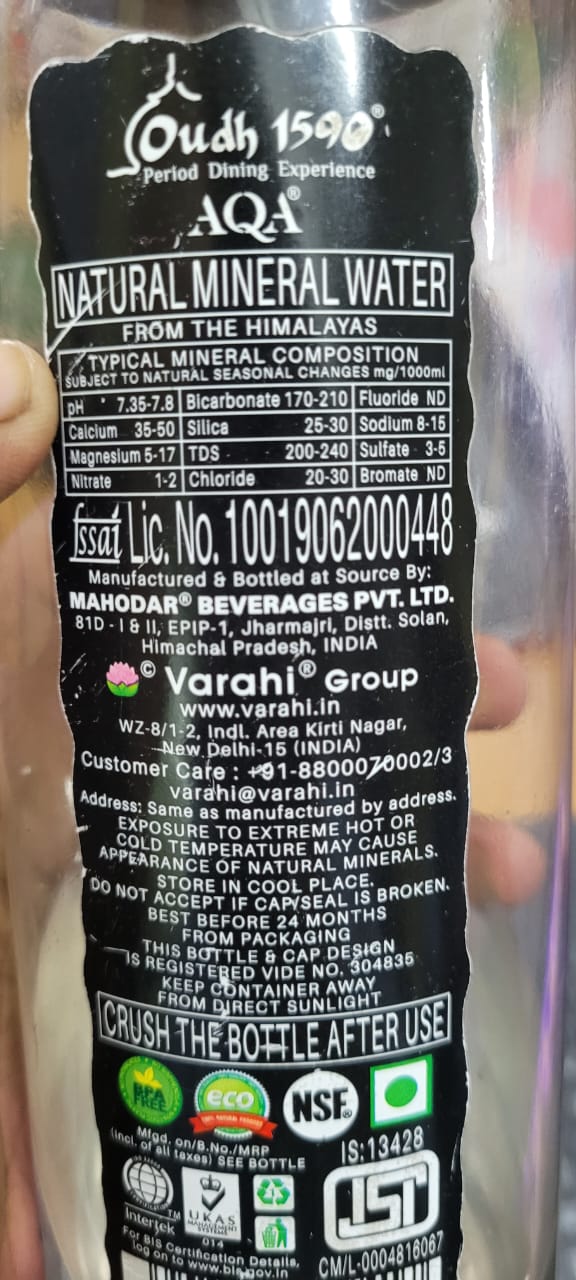 Oudh 1590®
Period Dining Experience
AQA®
NATURAL MINERAL WATER
FROM THE HIMALAYAS
TYPICAL MINERAL COMPOSITION
SUBJECT TO NATURAL SEASONAL CHANGES mg/1000ml
pH 7.35-7.8 Bicarbonate 170-210 Fluoride ND
Calcium 35-50 Silica 25-30 Sodium 8-15
Magnesium 5-17 TDS - 200-240 Sulfate 3-5
Nitrate 1-2 Chloride 20-30 Bromate ND
fssai Lic. No. 10019062000448
Manufactured & Bottled at Source By:
MAHODAR® BEVERAGES PVT. LTD.
81D - I & II, EPIP-1, Jharmajri, Distt. Solan,
Himachal Pradesh, INDIA
© Varahi® Group
www.varahi.in
WZ-8/1-2, Indl. Area Kirti Nagar,
New Delhi-15 (INDIA)
Customer Care : +91-8800070002/3
varahi@varahi.in
Address: Same as manufactured by address.
EXPOSURE TO EXTREME HOT OR
COLD TEMPERATURE MAY CAUSE
APPEARANCE OF NATURAL MINERALS.
STORE IN COOL PLACE.
DO NOT ACCEPT IF CAP/SEAL IS BROKEN.
BEST BEFORE 24 MONTHS
FROM PACKAGING
THIS BOTTLE & CAP DESIGN
IS REGISTERED VIDE NO. 304835
KEEP CONTAINER AWAY
FROM DIRECT SUNLIGHT
CRUSH THE BOTTLE AFTER USE
BPA FREE eco NSF®
Mfgd. on/B.No./MRP
(incl. of all taxes) SEE BOTTLE
IS:13428
Intertek™
UKAS
MANAGEMENT
SYSTEMS
014
For BIS Certification Details,
log on to www.bis.gov.in
CM/L-0004816067